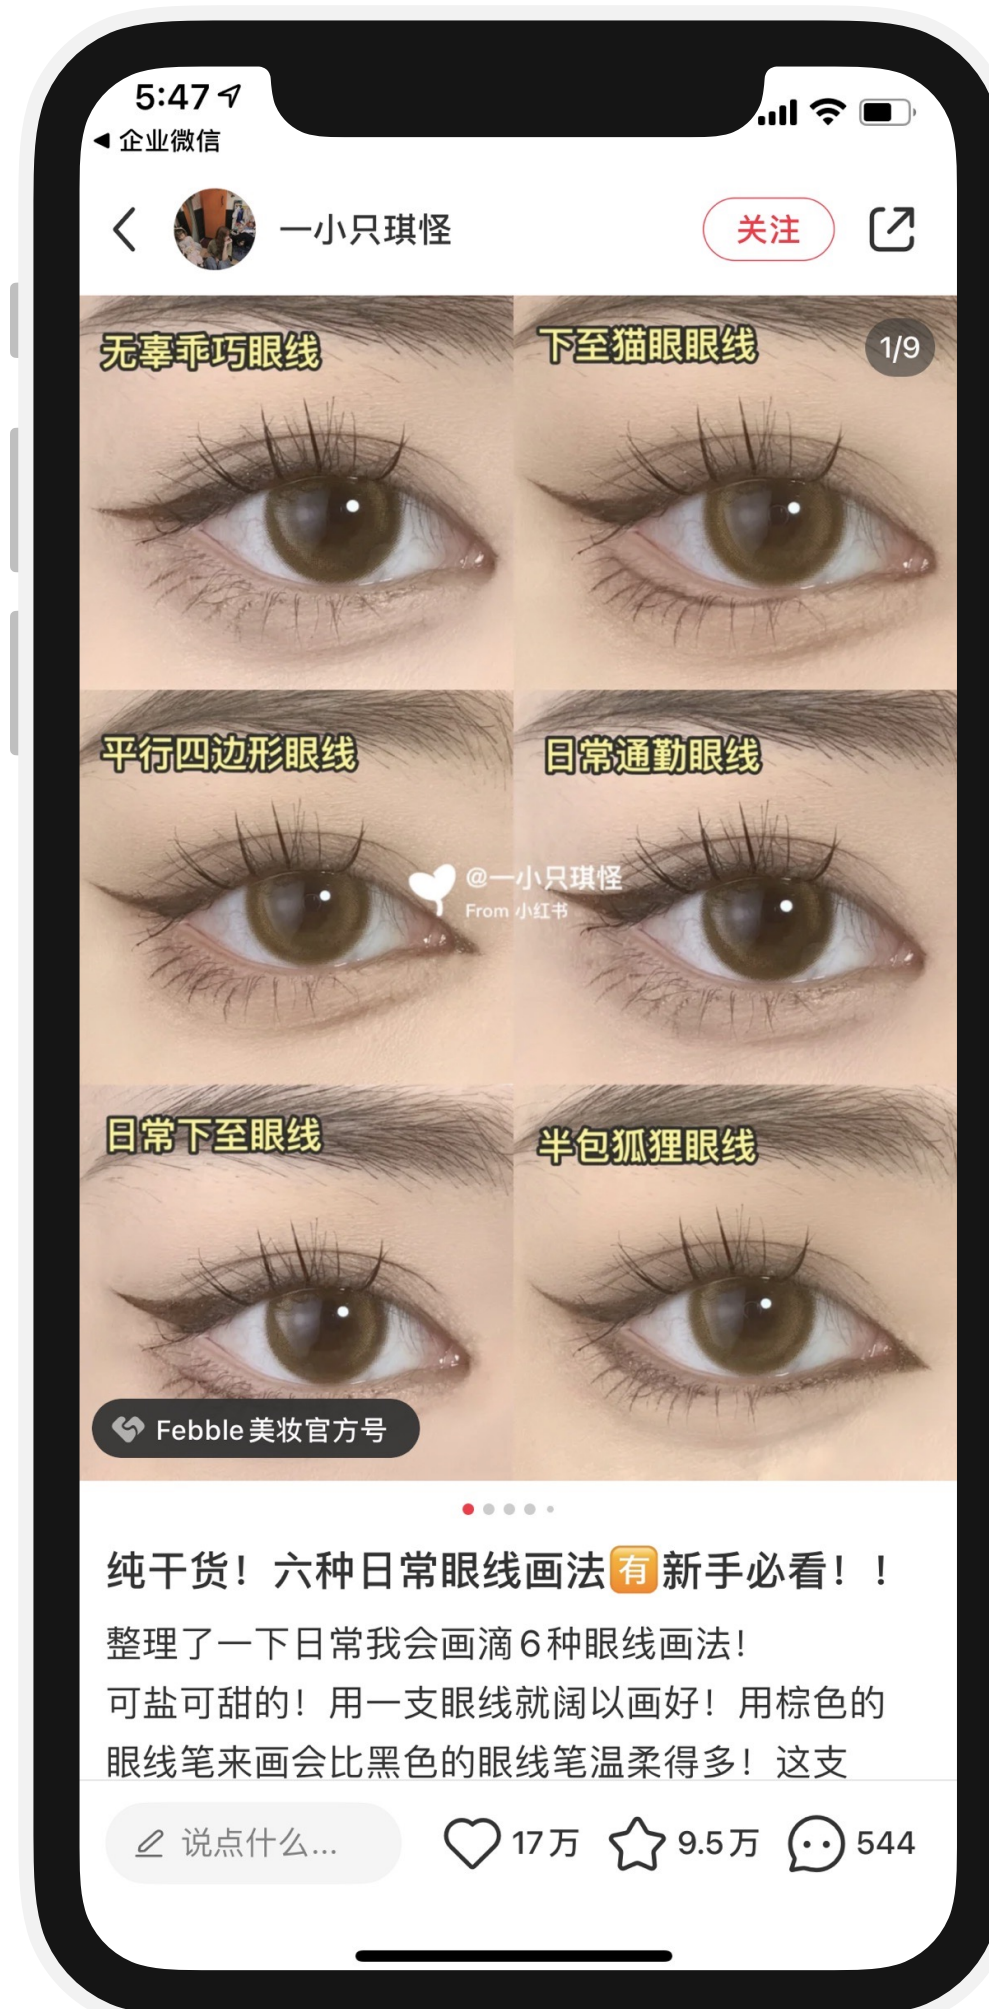 5:47
企业微信
一小只琪怪
关注
无辜乖巧眼线
下至猫眼眼线
1/9
平行四边形眼线
日常通勤眼线
@一小只琪怪
From 小红书
日常下至眼线
半包狐狸眼线
Febble美妆官方号
纯干货！六种日常眼线画法🈶新手必看！！
整理了一下日常我会画滴6种眼线画法！
可盐可甜的！用一支眼线就阔以画好！用棕色的
眼线笔来画会比黑色的眼线笔温柔得多！这支
说点什么...
17万
9.5万
544